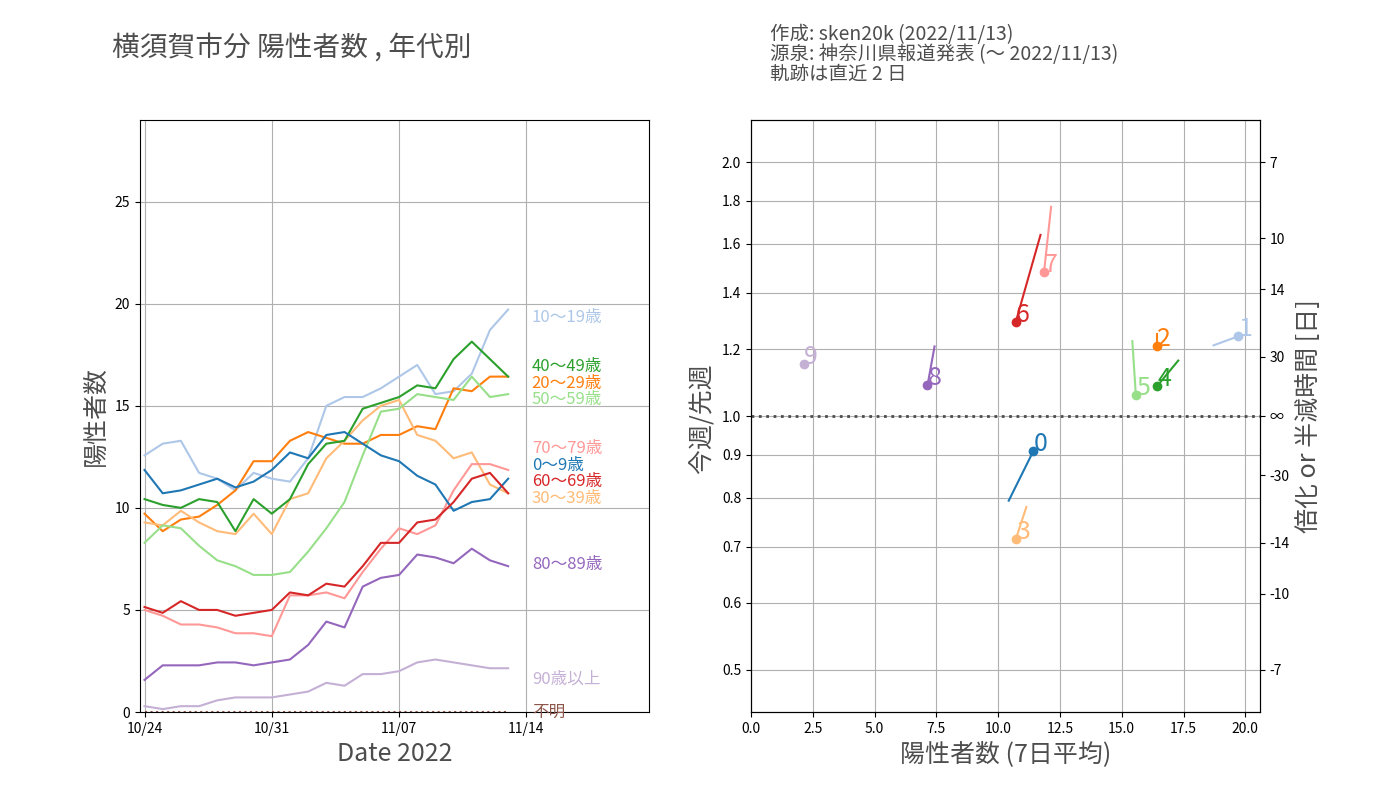 横須賀市分 陽性者数 , 年代別
作成: sken20k (2022/11/13)
源泉: 神奈川県報道発表 (〜 2022/11/13)
軌跡は直近 2 日
陽性者数
25
20
15
10
5
0
10/24
10/31
11/07
11/14
Date 2022
10〜19歳
40〜49歳
20〜29歳
50〜59歳
70〜79歳
0〜9歳
60〜69歳
30〜39歳
80〜89歳
90歳以上
不明
今週/先週
2.0
1.8
1.6
1.4
1.2
1.0
0.9
0.8
0.7
0.6
0.5
7
6
2
1
9
8
5
4
0
3
0.0
2.5
5.0
7.5
10.0
12.5
15.0
17.5
20.0
陽性者数 (7日平均)
7
10
14
30
∞
-30
-14
-10
-7
倍化 or 半減時間 [日]